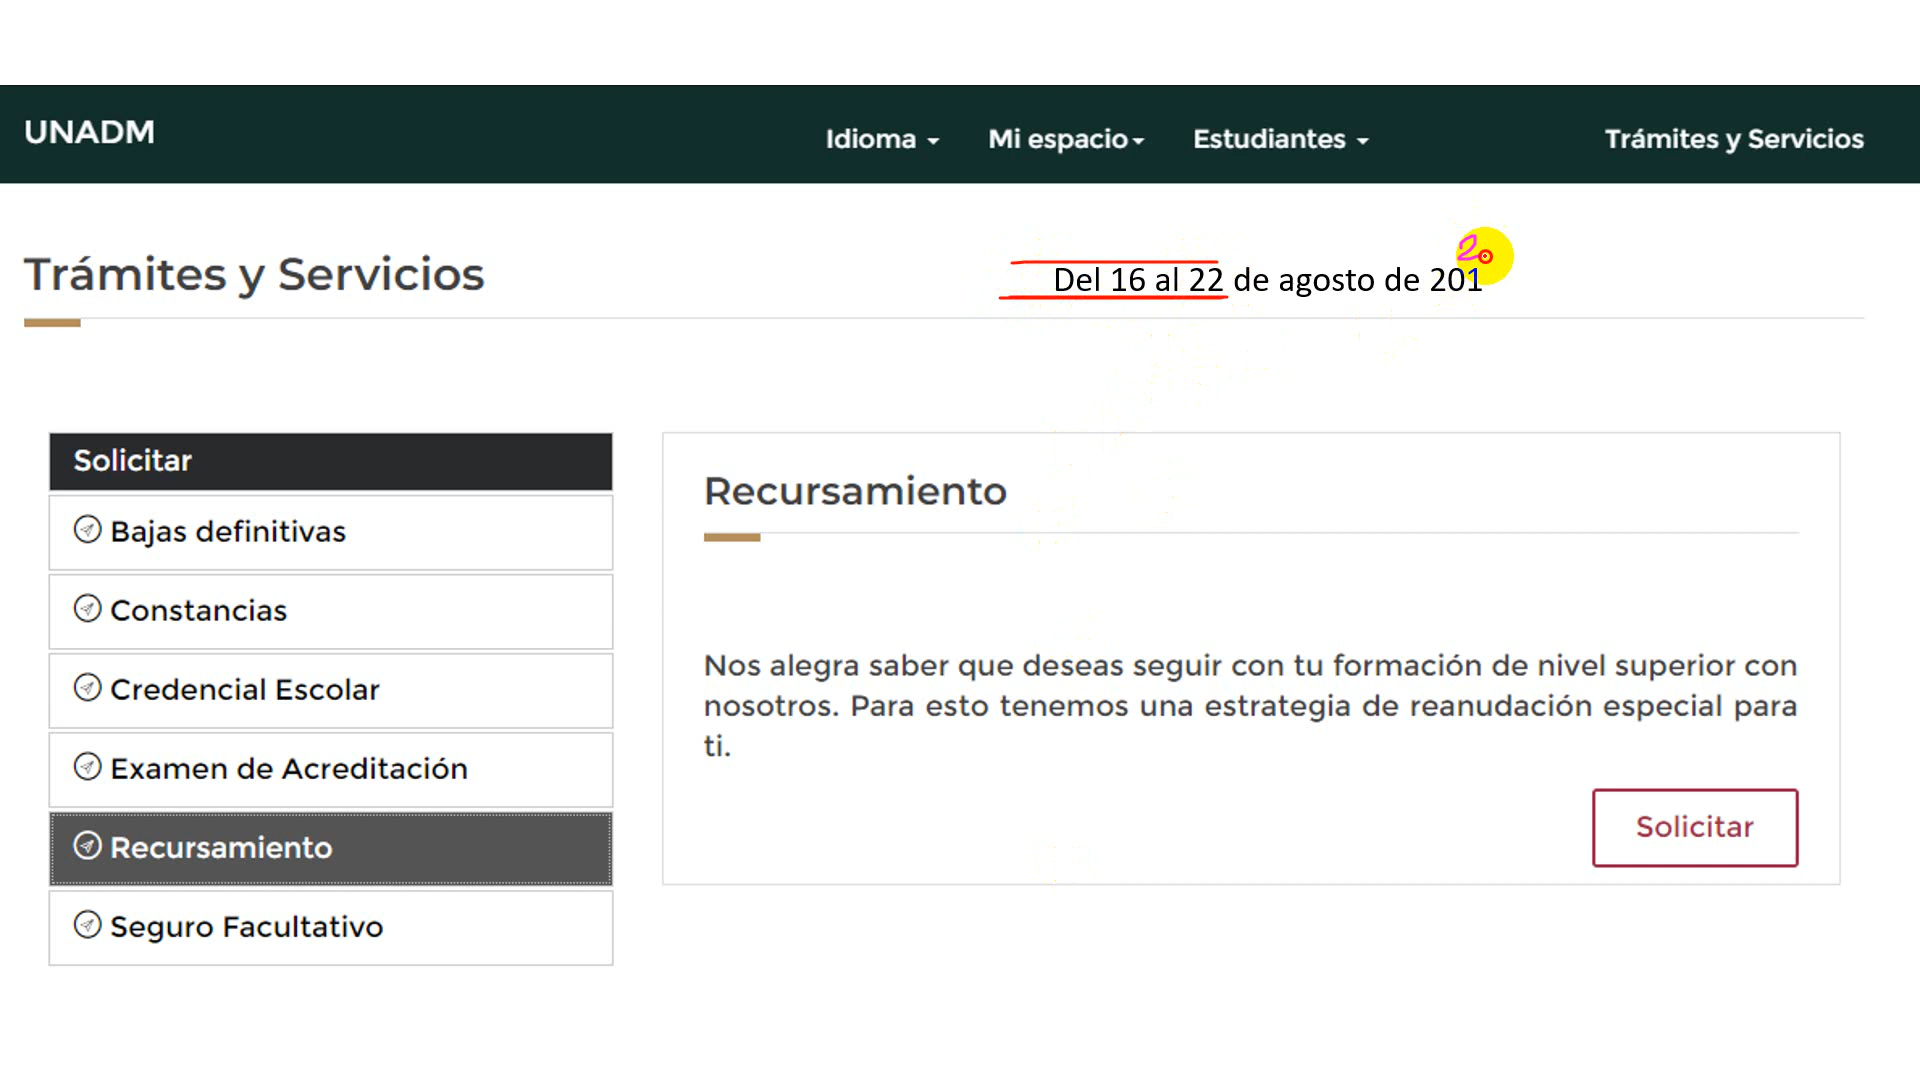 UNADM
Idioma Mi espacio Estudiantes Trámites y Servicios
Trámites y Servicios
2
Del 16 al 22 de agosto de 201
Solicitar
Bajas definitivas
Constancias
Credencial Escolar
Examen de Acreditación
Recursamiento
Seguro Facultativo
Recursamiento
Nos alegra saber que deseas seguir con tu formación de nivel superior con
nosotros. Para esto tenemos una estrategia de reanudación especial para
ti.
Solicitar